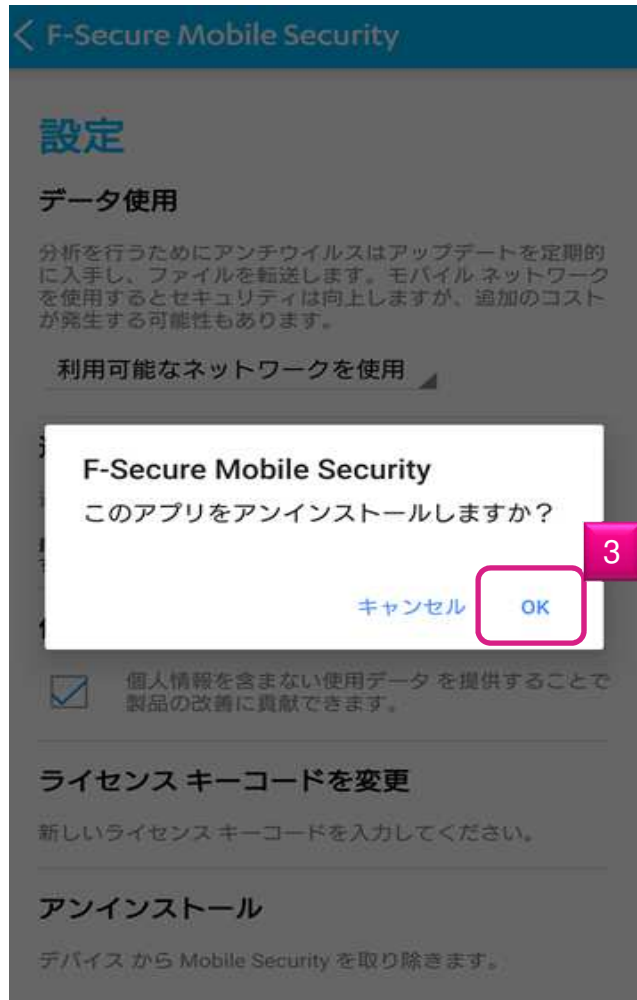 F-Secure Mobile Security
設定
データ使用
分析を行うためにアンチウイルスはアップデートを定期的
に入手し、ファイルを転送します。モバイル ネットワーク
を使用するとセキュリティは向上しますが、追加のコスト
が発生する可能性もあります。
利用可能なネットワークを使用
F-Secure Mobile Security
このアプリをアンインストールしますか？
3
キャンセル OK
個人情報を含まない使用データ を提供することで
製品の改善に貢献できます。
ライセンス キーコードを変更
新しいライセンス キーコードを入力してください。
アンインストール
デバイス から Mobile Security を取り除きます。